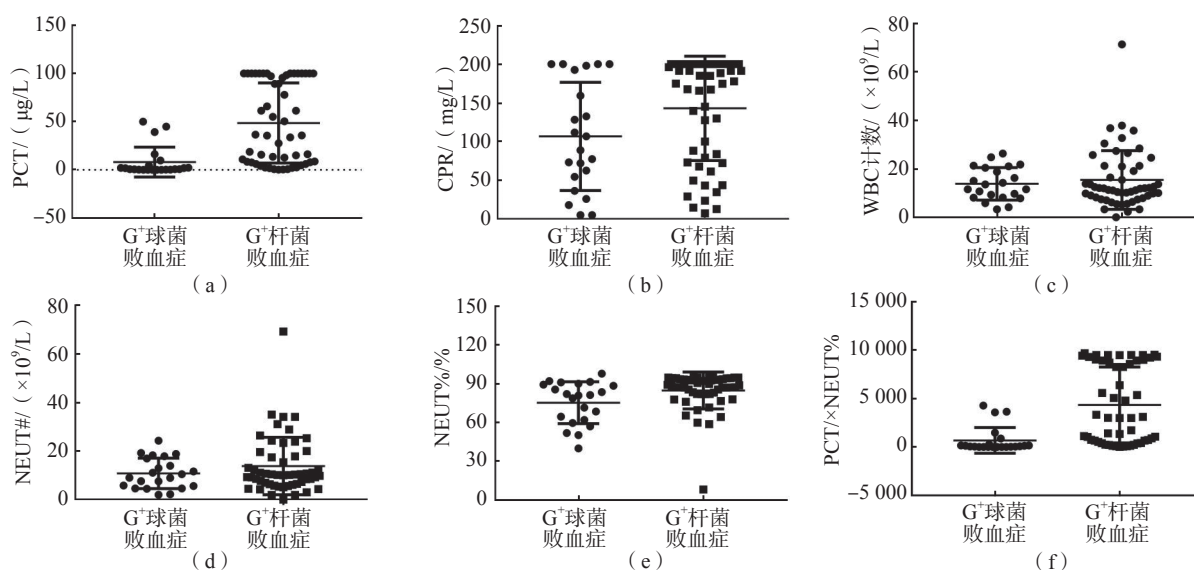 150
100
50
0
−50
PCT/（μg/L）
G⁺球菌
败血症
G⁺杆菌
败血症
（a）
250
200
150
100
50
0
CPR/（mg/L）
G⁺球菌
败血症
G⁺杆菌
败血症
（b）
80
60
40
20
0
WBC计数/（×10⁹/L）
G⁺球菌
败血症
G⁺杆菌
败血症
（c）
80
60
40
20
0
NEUT#/（×10⁹/L）
G⁺球菌
败血症
G⁺杆菌
败血症
（d）
150
120
90
60
30
0
NEUT%/%
G⁺球菌
败血症
G⁺杆菌
败血症
（e）
15 000
10 000
5 000
0
−5 000
PCT/×NEUT%
G⁺球菌
败血症
G⁺杆菌
败血症
（f）